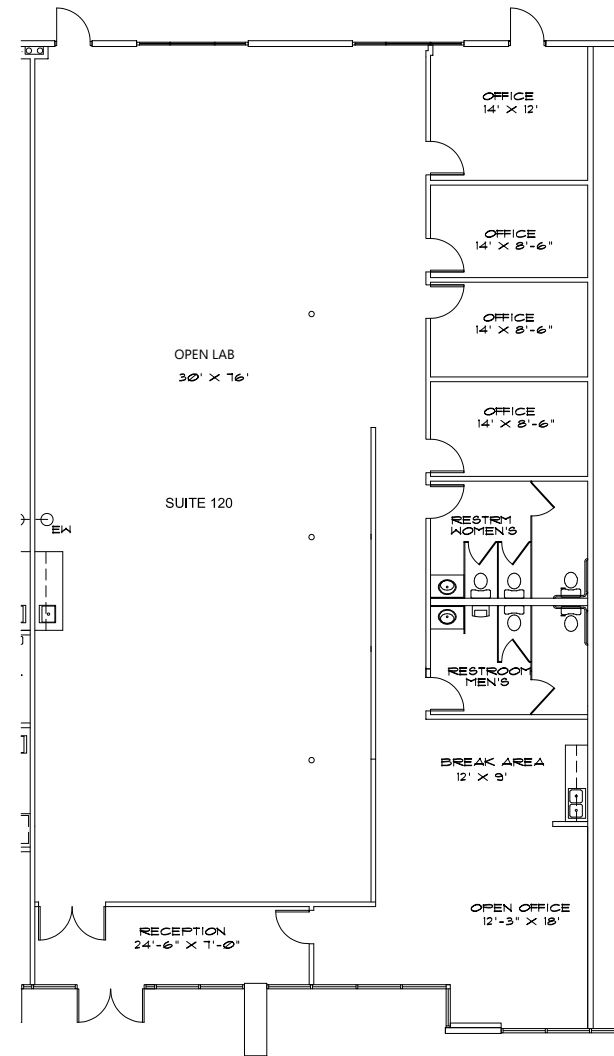 OFFICE
14' X 12'
OFFICE
14' X 8'-6"
OFFICE
14' X 8'-6"
OPEN LAB
30' X 76'
OFFICE
14' X 8'-6"
SUITE 120
WE
RESTRM
WOMEN'S
RESTROOM
MEN'S
BREAK AREA
12' X 9'
OPEN OFFICE
12'-3" X 18'
RECEPTION
24'-6" X 7'-0"